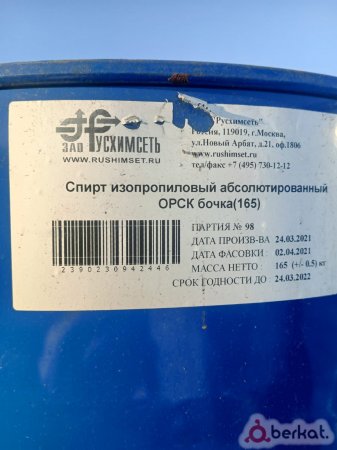 ЗАО РУСХИМСЕТЬ
WWW.RUSHIMSET.RU
"Русхимсеть"
Россия, 119019, г.Москва,
ул.Новый Арбат, д.21. оф.1806
www.rushimset.ru
тел/факс +7 (495) 730-12-12
Спирт изопропиловый абсолютированный
ОРСК бочка(165)
2390230942446
ПАРТИЯ № 98
ДАТА ПРОИЗВ-ВА 24.03.2021
ДАТА ФАСОВКИ : 02.04.2021
МАССА НЕТТО : 165 (+/- 0.5) кг
СРОК ГОДНОСТИ ДО : 24.03.2022
аberkat.